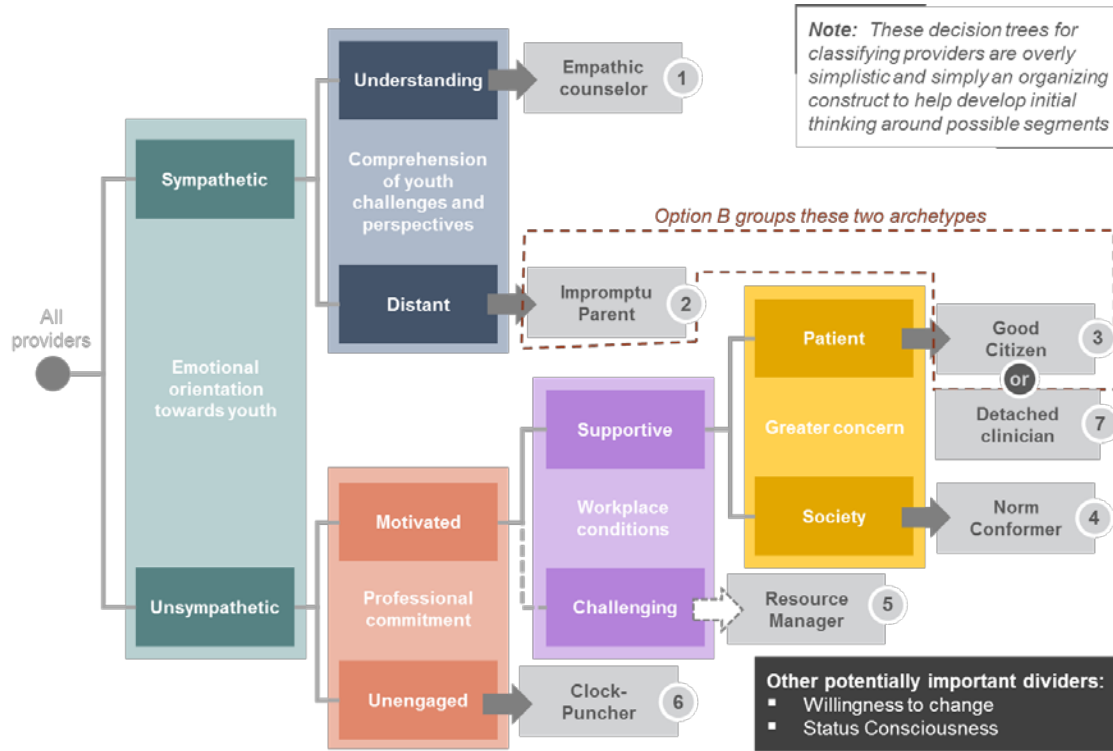 Note: These decision trees for
classifying providers are overly
simplistic and simply an organizing
construct to help develop initial
thinking around possible segments
All
providers
Sympathetic
Emotional
orientation
towards youth
Unsympathetic
Understanding
Comprehension
of youth
challenges and
perspectives
Distant
Empathic
counselor
1
Option B groups these two archetypes
Impromptu
Parent
2
Motivated
Professional
commitment
Unengaged
Clock-
Puncher
6
Supportive
Workplace
conditions
Challenging
Resource
Manager
5
Patient
Greater concern
Society
Good
Citizen
3
or
Detached
clinician
7
Norm
Conformer
4
Other potentially important dividers:
▪ Willingness to change
▪ Status Consciousness